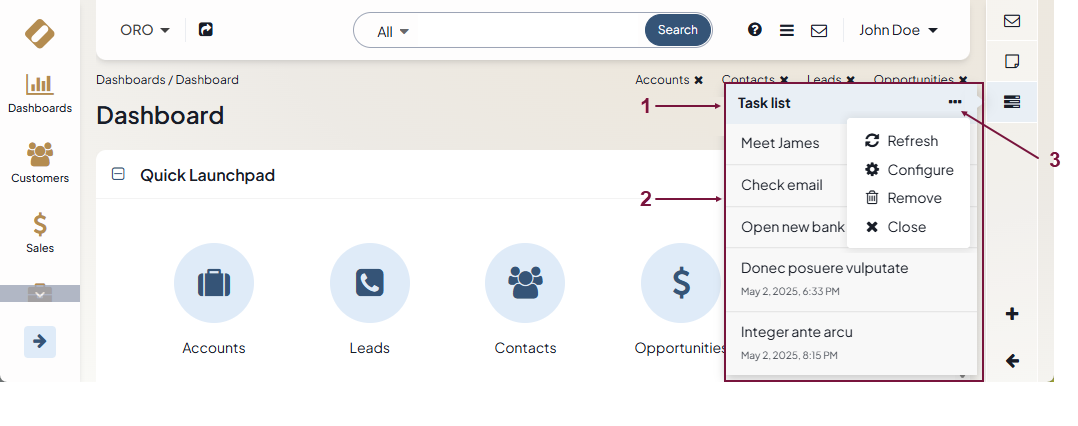 ORO
All
Search
John Doe
Dashboards / Dashboard
Accounts
Contacts
Leads
Opportunities
Dashboard
Dashboards
Customers
Sales
Quick Launchpad
Accounts
Leads
Contacts
Opportunities
1
Task list
Meet James
Check email
2
Open new bank
Donec posuere vulputate
May 2, 2025, 6:33 PM
Integer ante arcu
May 2, 2025, 8:15 PM
Refresh
Configure
Remove
Close
3